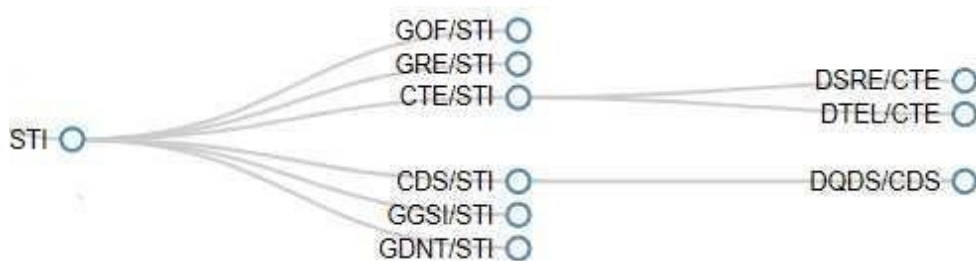 GOF/STI
GRE/STI
CTE/STI
DSRE/CTE
DTEL/CTE
STI
CDS/STI
DQDS/CDS
GGSI/STI
GDNT/STI